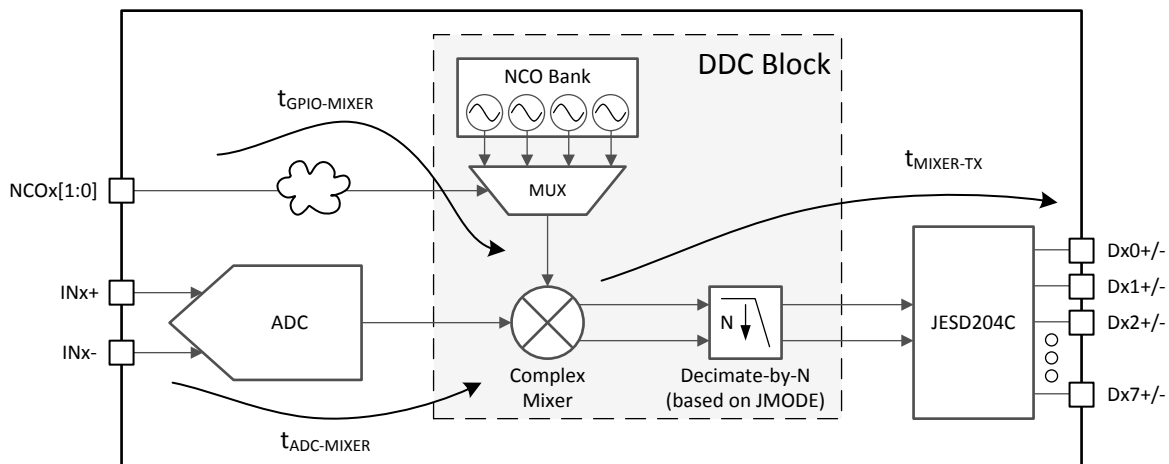 NCO Bank
DDC Block
tGPIO-MIXER
tMIXER-TX
NCOx[1:0]
MUX
Dx0+/-
INx+
Dx1+/-
ADC
N
JESD204C
Dx2+/-
INx-
Complex
Mixer
Decimate-by-N
(based on JMODE)
Dx7+/-
tADC-MIXER